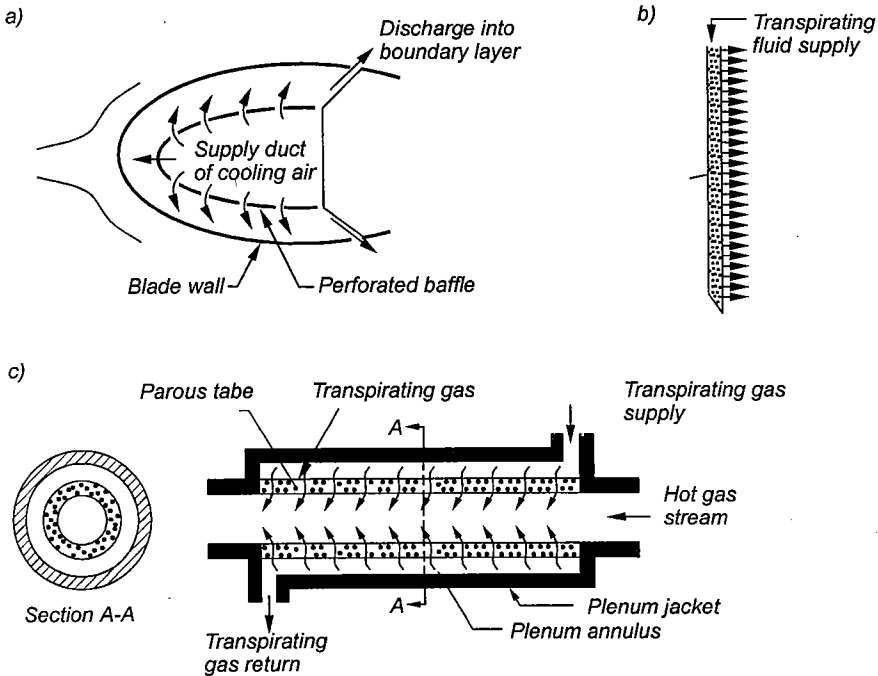 a)
Discharge into
boundary layer
Supply duct
of cooling air
Blade wall
Perforated baffle
b)
Transpirating
fluid supply
c)
Parous tabe
Transpirating gas
Transpirating gas
supply
A
Hot gas
stream
A
Section A-A
Transpirating
gas return
Plenum jacket
Plenum annulus